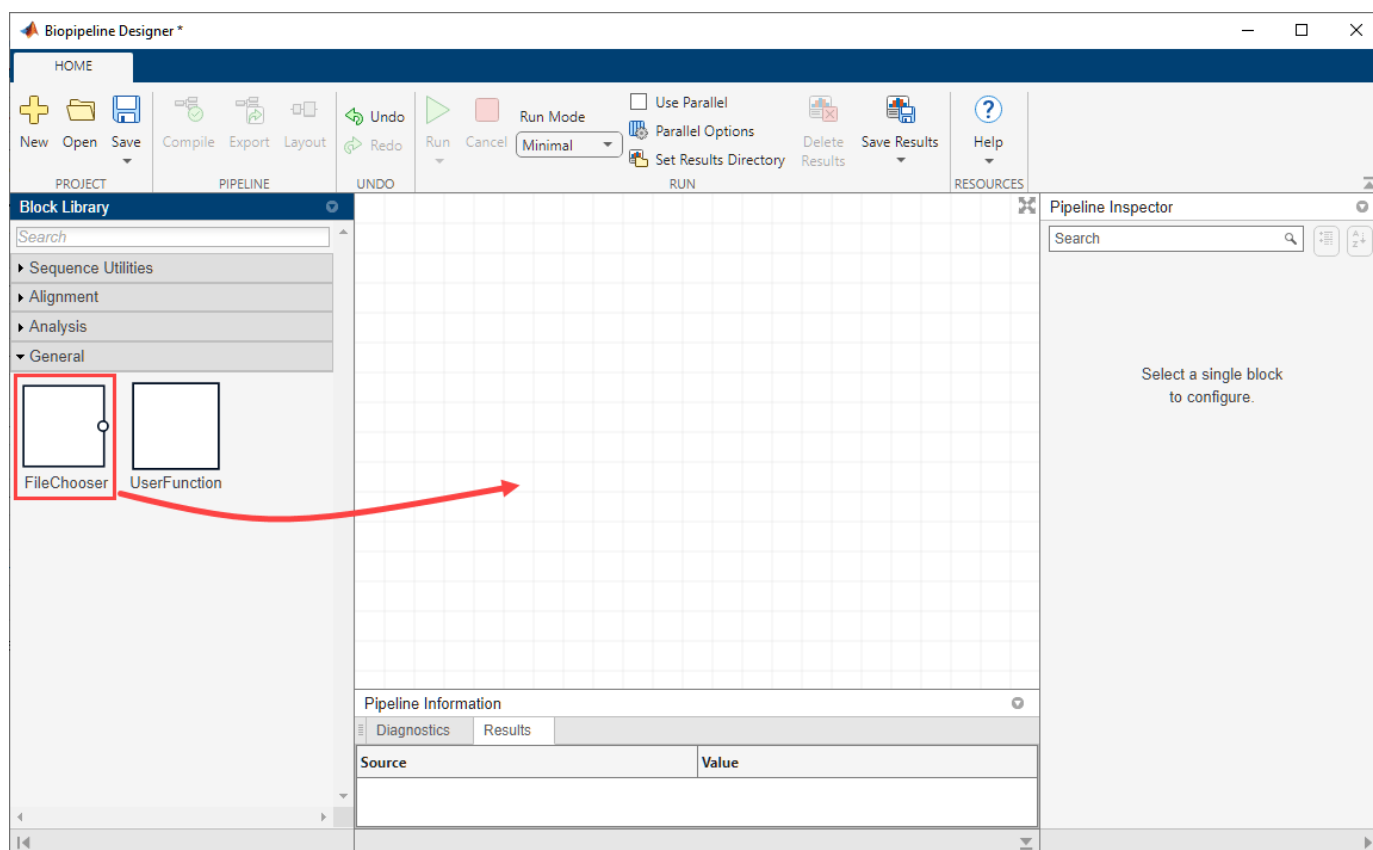 Biopipeline Designer *
HOME
New Open Save
PROJECT
Compile Export Layout
PIPELINE
Undo
Redo
UNDO
Run Cancel
Run Mode
Minimal
Use Parallel
Parallel Options
Set Results Directory
Delete Results
Save Results
RUN
Help
RESOURCES
Block Library
Search
Sequence Utilities
Alignment
Analysis
General
FileChooser UserFunction
Pipeline Information
Diagnostics Results
Source Value
Pipeline Inspector
Search
A
Z
Select a single block
to configure.